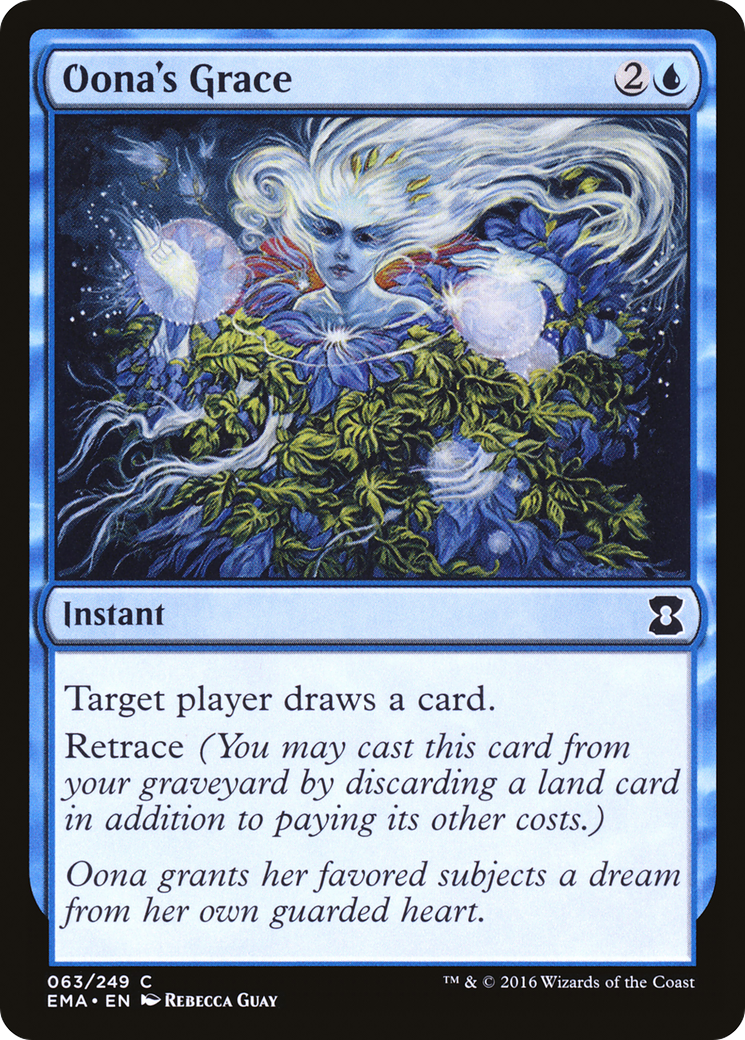 Oona's Grace 2
Instant
Target player draws a card.
Retrace (You may cast this card from
your graveyard by discarding a land card
in addition to paying its other costs.)
Oona grants her favored subjects a dream
from her own guarded heart.
063/249 C
EMA • EN Rebecca Guay
™ & © 2016 Wizards of the Coast